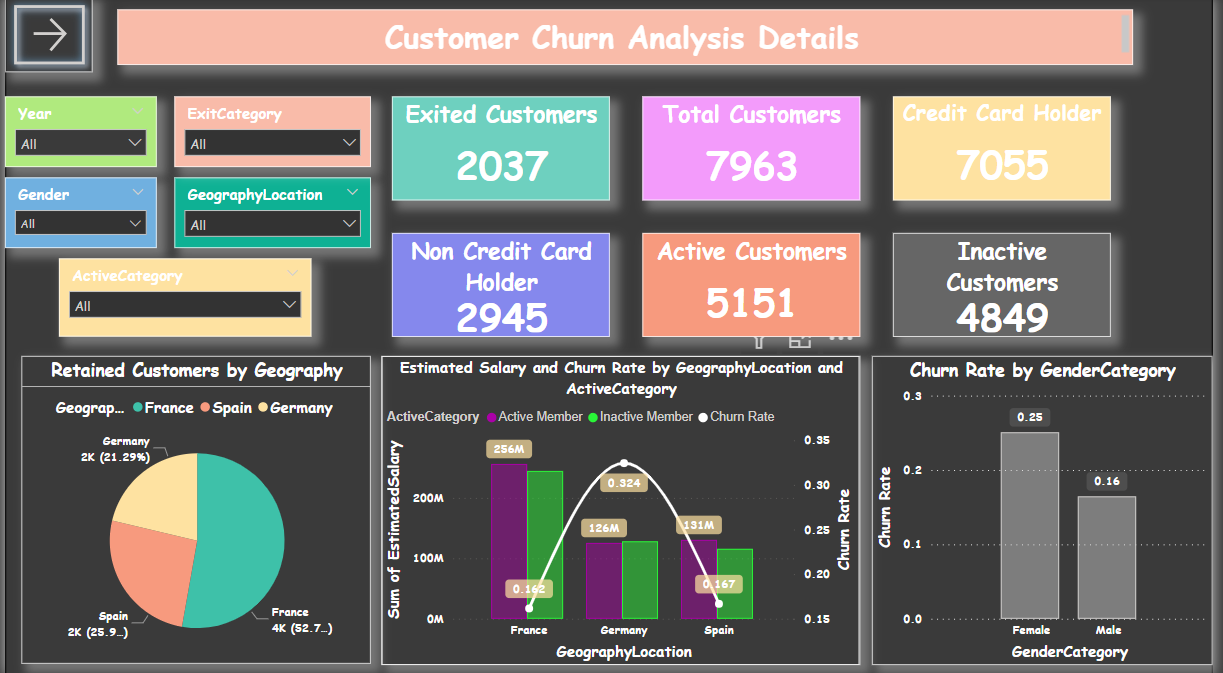 Customer Churn Analysis Details
Year
All
ExitCategory
All
Gender
All
GeographyLocation
All
ActiveCategory
All
Exited Customers
2037
Total Customers
7963
Credit Card Holder
7055
Non Credit Card
Holder
2945
Active Customers
5151
Inactive
Customers
4849
Retained Customers by Geography
Geograp... France Spain Germany
Germany
2K (21.29%)
Spain
2K (25.9...)
France
4K (52.7...)
Estimated Salary and Churn Rate by GeographyLocation and
ActiveCategory
ActiveCategory Active Member Inactive Member Churn Rate
Sum of EstimatedSalary
200M
100M
0M
256M
126M
131M
0.162
0.324
0.167
0.35
0.30
0.25
0.20
0.15
Churn Rate
France Germany Spain
GeographyLocation
Churn Rate by GenderCategory
Churn Rate
0.3
0.2
0.1
0.0
0.25
0.16
Female Male
GenderCategory